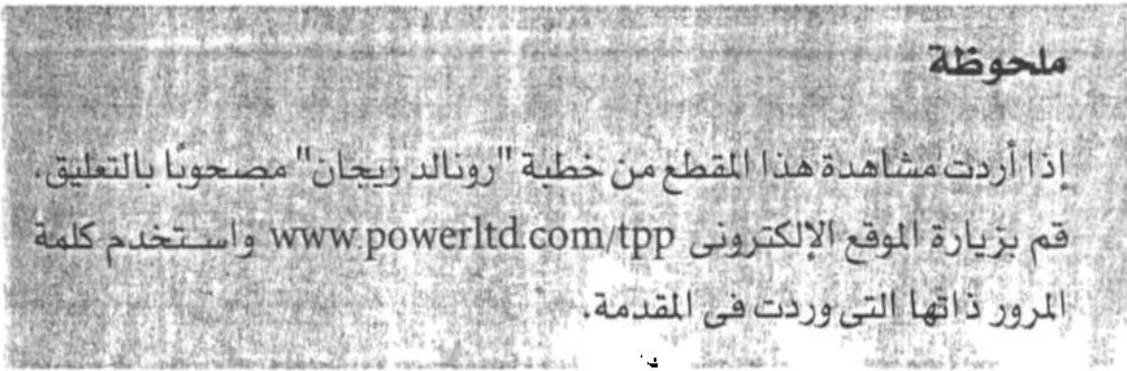 ملحوظة
إذا أردت مشاهدة هذا المقطع من خطبة "رونالد ريجان" مصحوبًا بالتعليق،
قم بزيارة الموقع الإلكترونى www.powerltd.com/tpp واستخدم كلمة
المرور ذاتها التى وردت فى المقدمة.